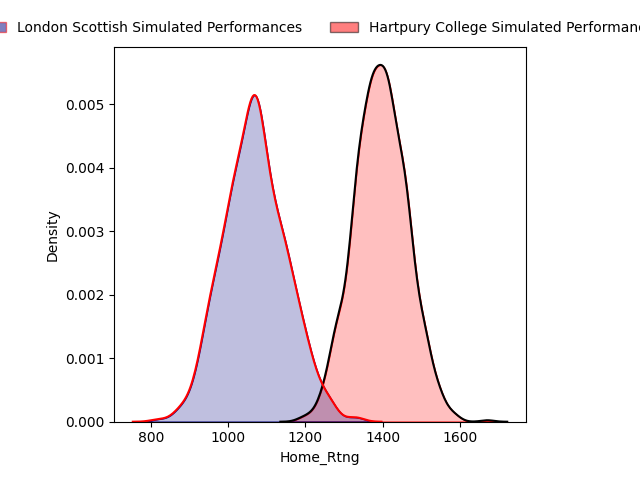 London Scottish Simulated Performances
Hartpury College Simulated
0.005
0.004
0.003
0.002
0.001
0.000
Density
800 1000 1200 1400 1600
Home_Rtng